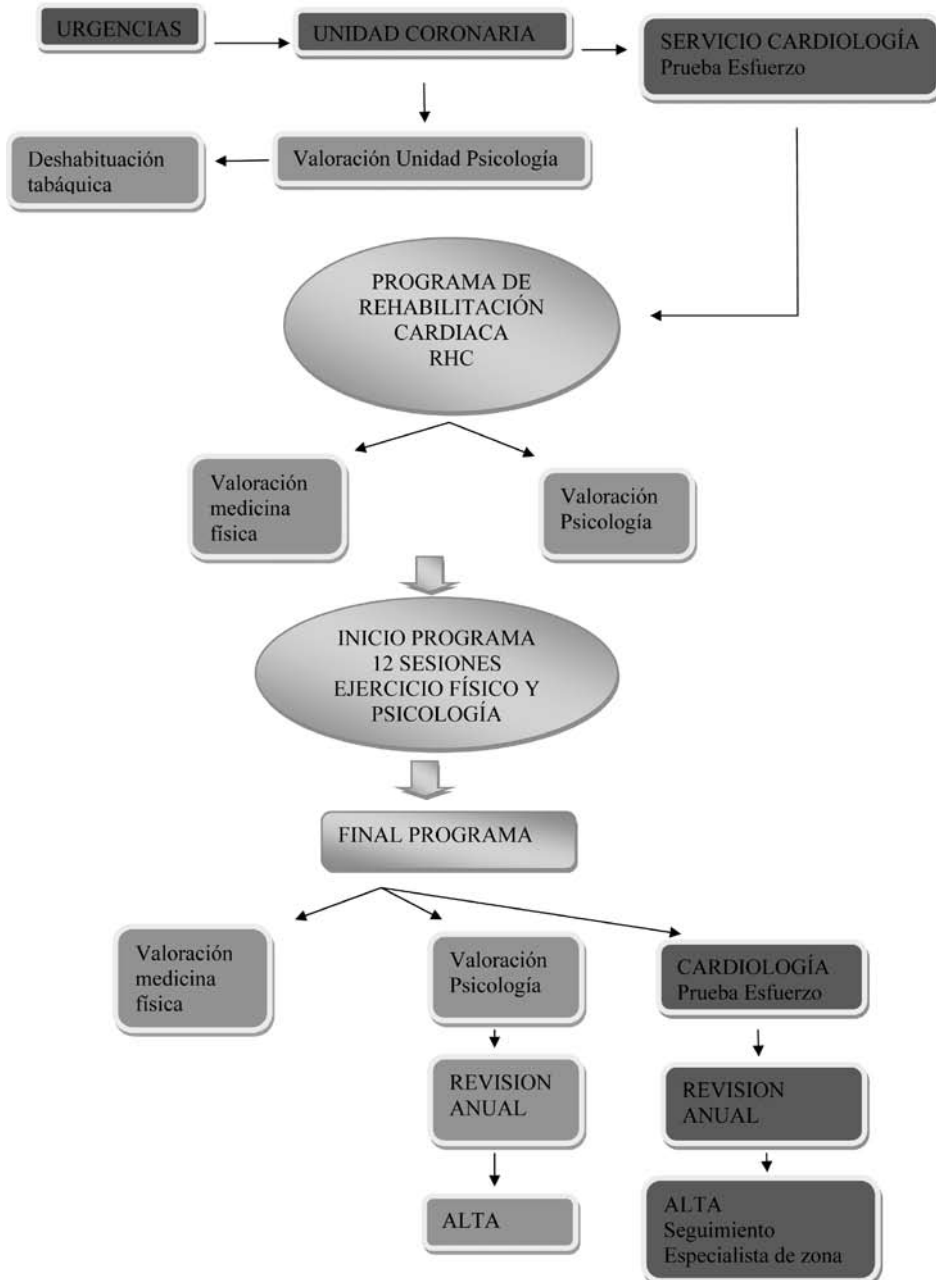 URGENCIAS
UNIDAD CORONARIA
SERVICIO CARDIOLOGÍA
Prueba Esfuerzo
Deshabituación
tabáquica
Valoración Unidad Psicología
PROGRAMA DE
REHABILITACIÓN
CARDIACA
RHC
Valoración
medicina
física
Valoración
Psicología
INICIO PROGRAMA
12 SESIONES
EJERCICIO FÍSICO Y
PSICOLOGÍA
FINAL PROGRAMA
Valoración
medicina
física
Valoración
Psicología
CARDIOLOGÍA
Prueba Esfuerzo
REVISION
ANUAL
REVISION
ANUAL
ALTA
ALTA
Seguimiento
Especialista de zona